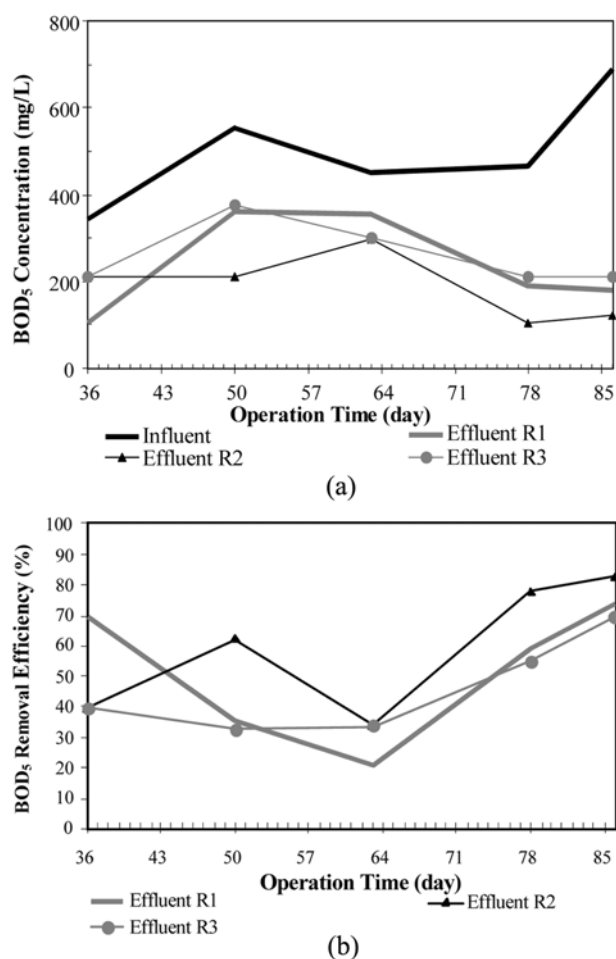 800
600
400
200
0
BOD₅ Concentration (mg/L)
36 43 50 57 64 71 78 85
Operation Time (day)
Influent Effluent R1
Effluent R2 Effluent R3
(a)
100
90
80
70
60
50
40
30
20
10
0
BOD₅ Removal Efficiency (%)
36 43 50 57 64 71 78 85
Operation Time (day)
Effluent R1 Effluent R2
Effluent R3
(b)